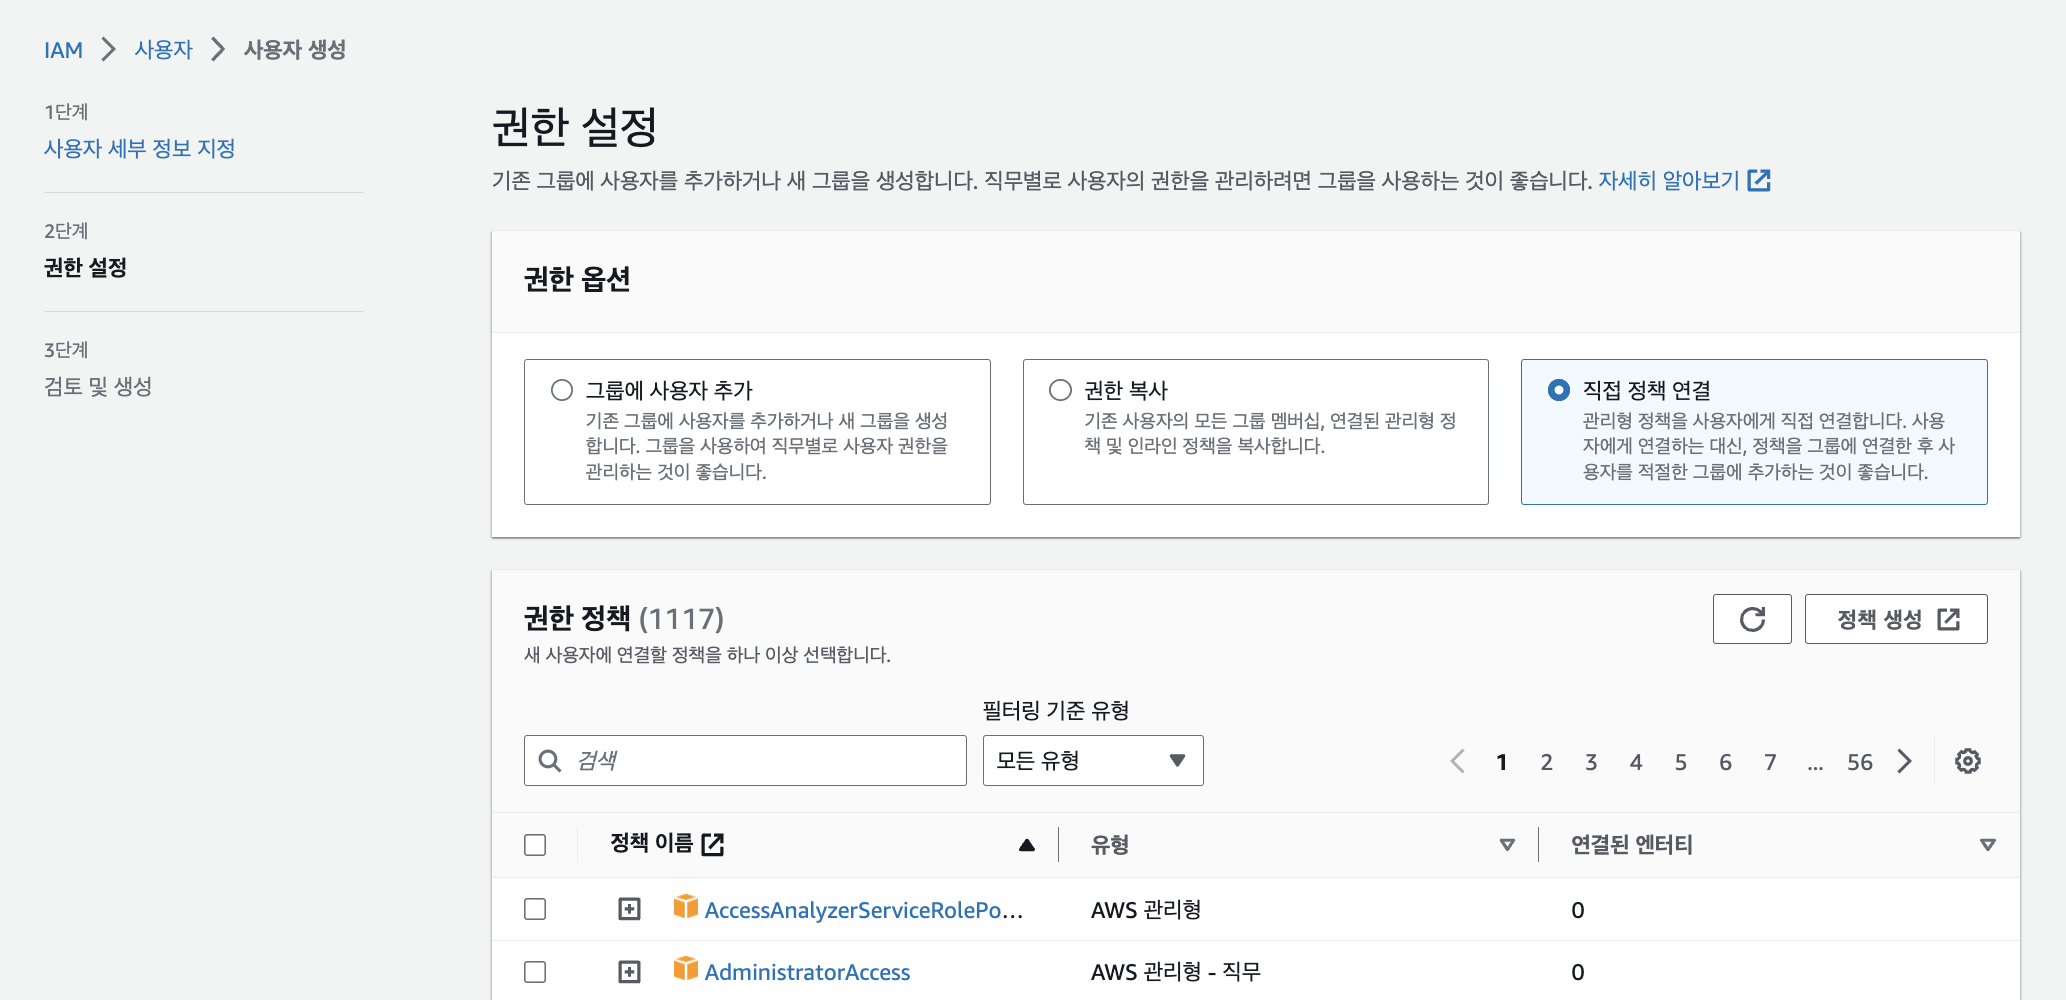 IAM > 사용자 > 사용자 생성
1단계
사용자 세부 정보 지정
2단계
권한 설정
3단계
검토 및 생성
권한 설정
기존 그룹에 사용자를 추가하거나 새 그룹을 생성합니다. 직무별로 사용자의 권한을 관리하려면 그룹을 사용하는 것이 좋습니다. 자세히 알아보기
권한 옵션
그룹에 사용자 추가
기존 그룹에 사용자를 추가하거나 새 그룹을 생성
합니다. 그룹을 사용하여 직무별로 사용자 권한을
관리하는 것이 좋습니다.
권한 복사
기존 사용자의 모든 그룹 멤버십, 연결된 관리형 정
책 및 인라인 정책을 복사합니다.
직접 정책 연결
관리형 정책을 사용자에게 직접 연결합니다. 사용
자에게 연결하는 대신, 정책을 그룹에 연결한 후 사
용자를 적절한 그룹에 추가하는 것이 좋습니다.
권한 정책 (1117)
새 사용자에 연결할 정책을 하나 이상 선택합니다.
정책 생성
필터링 기준 유형
검색
모든 유형
1 2 3 4 5 6 7 ... 56
정책 이름 유형 연결된 엔터티
AccessAnalyzerServiceRolePo... AWS 관리형 0
AdministratorAccess AWS 관리형 - 직무 0